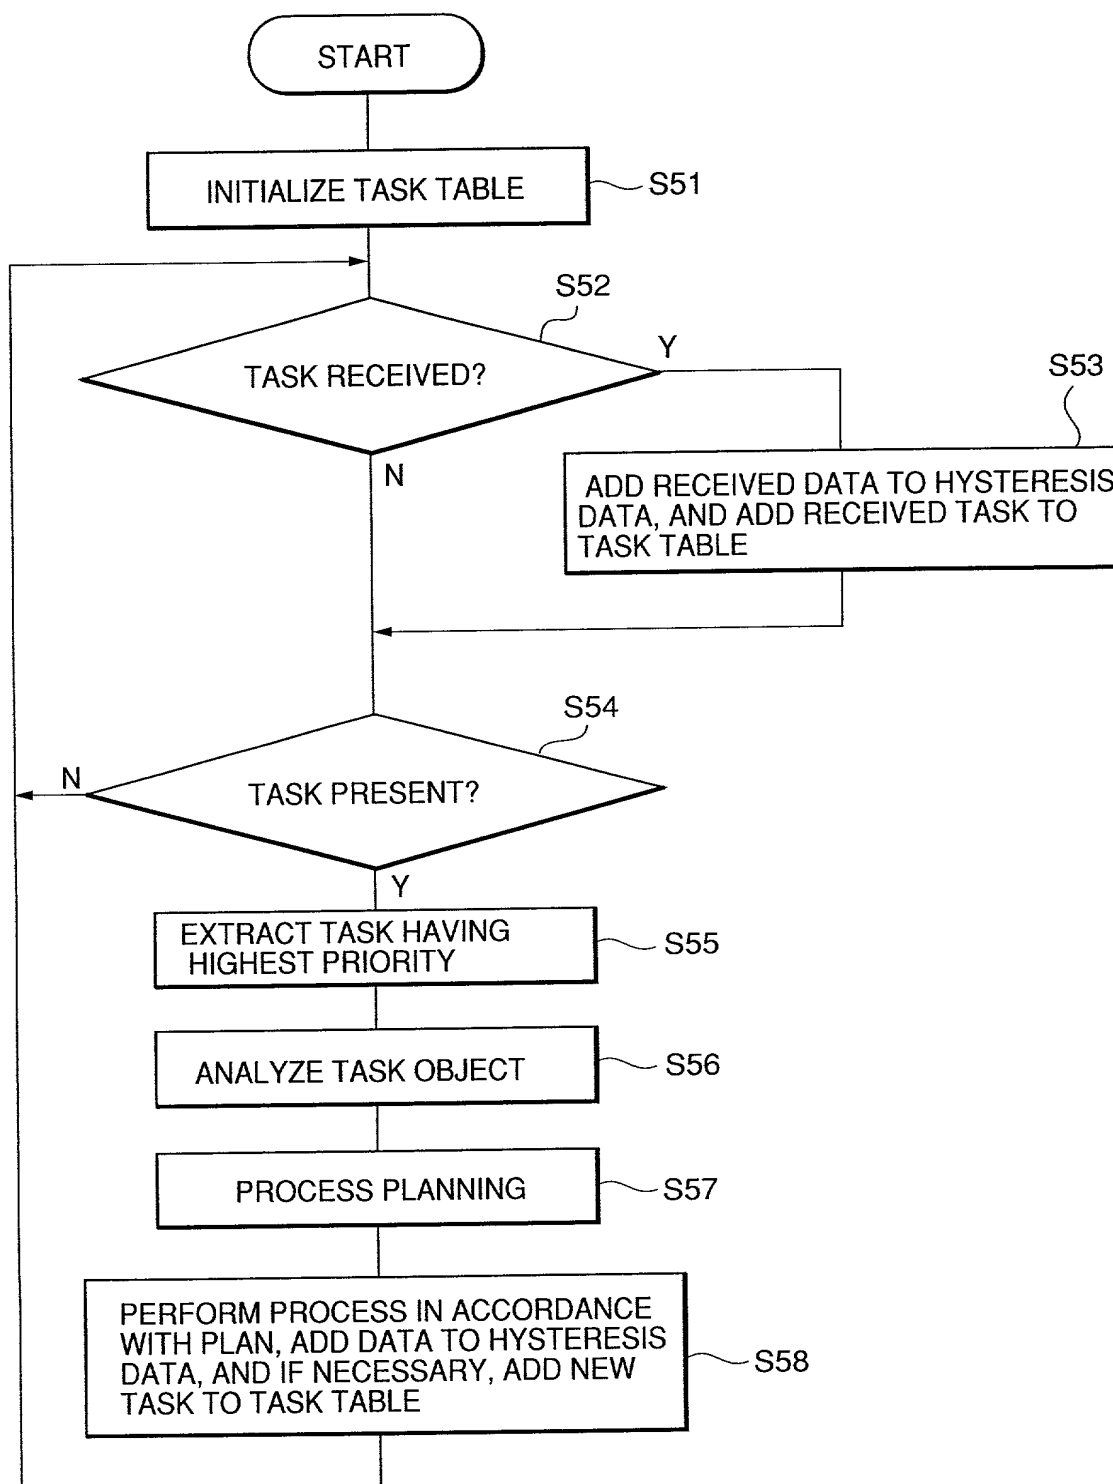 START
INITIALIZE TASK TABLE
S51
S52
TASK RECEIVED?
Y
N
S53
ADD RECEIVED DATA TO HYSTERESIS
DATA, AND ADD RECEIVED TASK TO
TASK TABLE
S54
TASK PRESENT?
N
Y
EXTRACT TASK HAVING
HIGHEST PRIORITY
S55
ANALYZE TASK OBJECT
S56
PROCESS PLANNING
S57
PERFORM PROCESS IN ACCORDANCE
WITH PLAN, ADD DATA TO HYSTERESIS
DATA, AND IF NECESSARY, ADD NEW
TASK TO TASK TABLE
S58